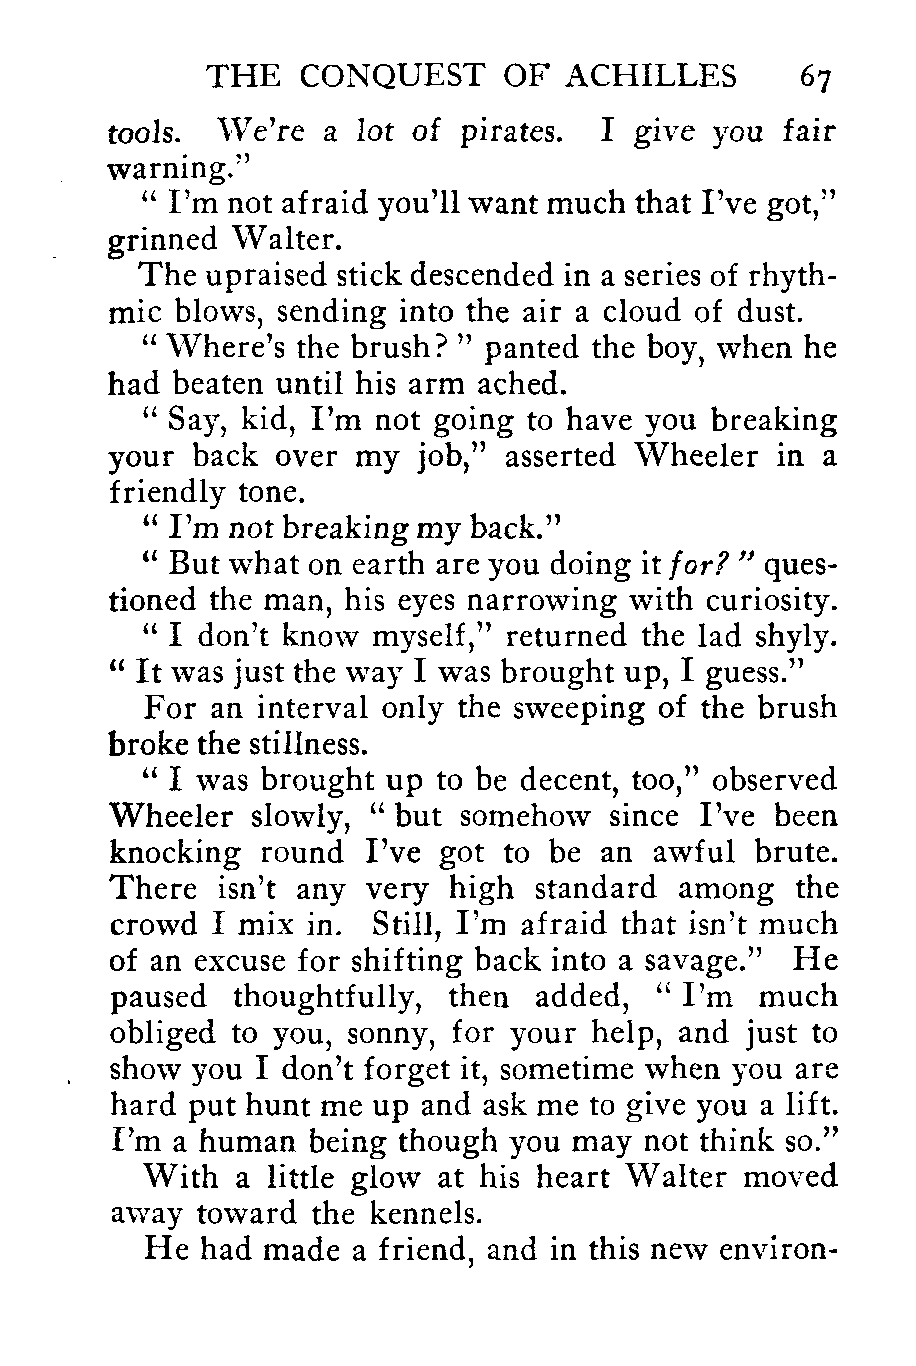 THE CONQUEST OF ACHILLES 67
tools. We're a lot of pirates. I give you fair
warning."
" I'm not afraid you'll want much that I've got,"
grinned Walter.
The upraised stick descended in a series of rhyth-
mic blows, sending into the air a cloud of dust.
" Where's the brush? " panted the boy, when he
had beaten until his arm ached.
" Say, kid, I'm not going to have you breaking
your back over my job," asserted Wheeler in a
friendly tone.
" I'm not breaking my back."
" But what on earth are you doing it for? " ques-
tioned the man, his eyes narrowing with curiosity.
" I don't know myself," returned the lad shyly.
" It was just the way I was brought up, I guess."
For an interval only the sweeping of the brush
broke the stillness.
" I was brought up to be decent, too," observed
Wheeler slowly, " but somehow since I've been
knocking round I've got to be an awful brute.
There isn't any very high standard among the
crowd I mix in. Still, I'm afraid that isn't much
of an excuse for shifting back into a savage." He
paused thoughtfully, then added, " I'm much
obliged to you, sonny, for your help, and just to
show you I don't forget it, sometime when you are
hard put hunt me up and ask me to give you a lift.
I'm a human being though you may not think so."
With a little glow at his heart Walter moved
away toward the kennels.
He had made a friend, and in this new environ-